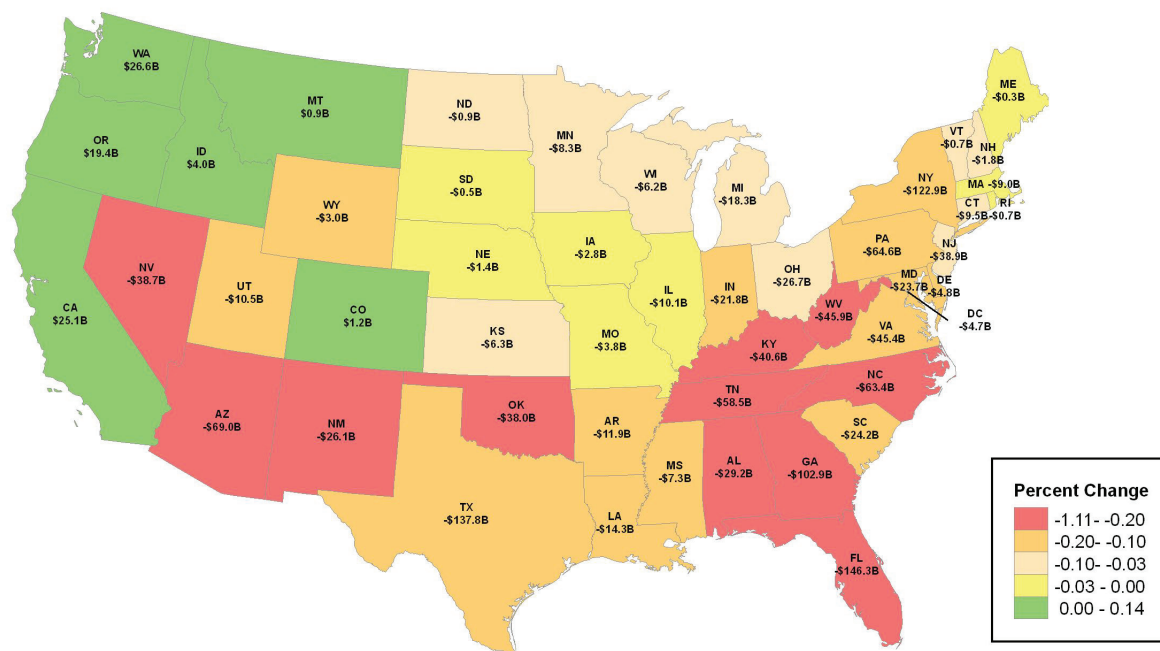 WA
$26.6B
MT
$0.9B
ND
-$0.9B
MN
-$8.3B
ME
-$0.3B
OR
$19.4B
ID
$4.0B
SD
-$0.5B
WI
-$6.2B
MI
-$18.3B
VT
-$0.7B
NH
-$1.8B
NY
-$122.9B
MA -$9.0B
CT
-$9.5B
RI
-$0.7B
WY
-$3.0B
NE
-$1.4B
IA
-$2.8B
PA
-$64.6B
NJ
-$38.9B
NV
-$38.7B
UT
-$10.5B
CO
$1.2B
IL
-$10.1B
IN
-$21.8B
OH
-$26.7B
MD
-$23.7B
DE
-$4.8B
DC
-$4.7B
CA
$25.1B
KS
-$6.3B
MO
-$3.8B
WV
-$45.9B
VA
-$45.4B
KY
-$40.6B
NC
-$63.4B
TN
-$58.5B
AZ
-$69.0B
NM
-$26.1B
OK
-$38.0B
AR
-$11.9B
SC
-$24.2B
MS
-$7.3B
AL
-$29.2B
GA
-$102.9B
TX
-$137.8B
LA
-$14.3B
FL
-$146.3B
Percent Change
-1.11- -0.20
-0.20- -0.10
-0.10- -0.03
-0.03 - 0.00
0.00 - 0.14